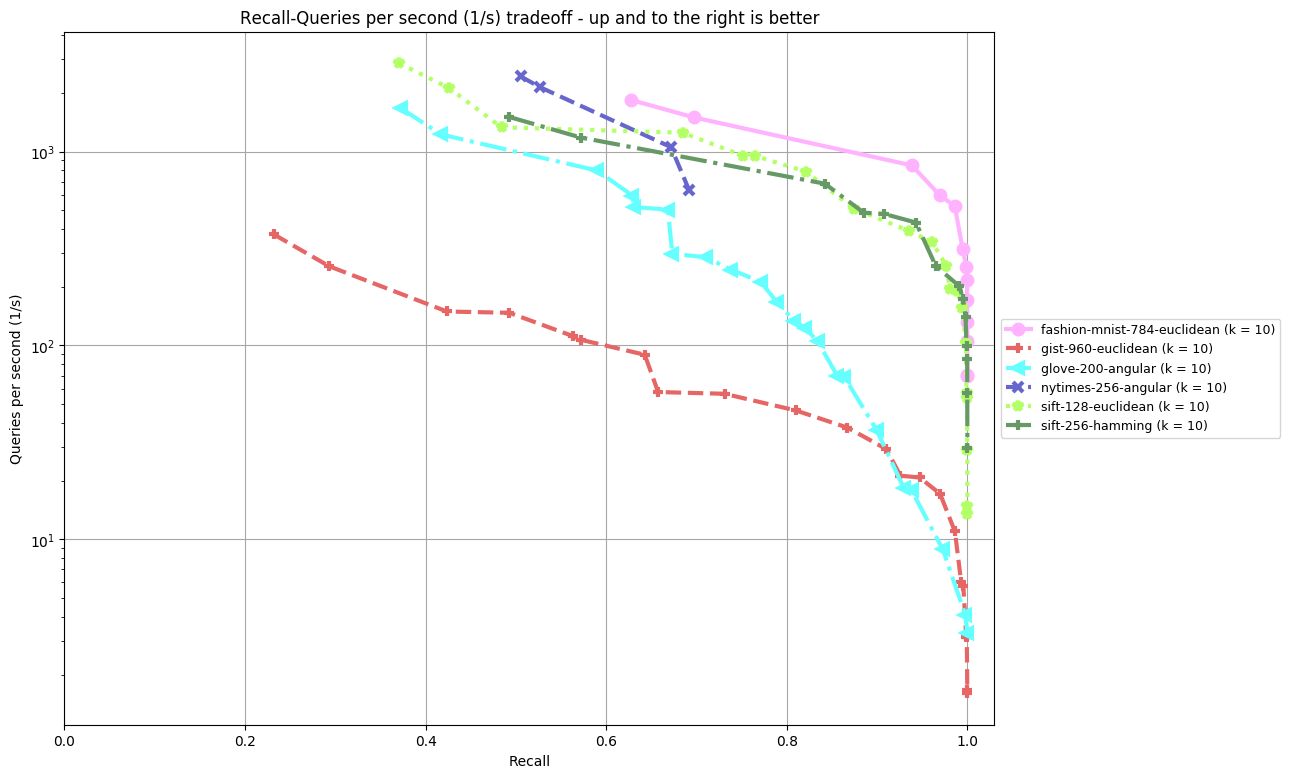 Recall-Queries per second (1/s) tradeoff - up and to the right is better
Queries per second (1/s)
10³
10²
10¹
0.0 0.2 0.4 0.6 0.8 1.0
Recall
fashion-mnist-784-euclidean (k = 10)
gist-960-euclidean (k = 10)
glove-200-angular (k = 10)
nytimes-256-angular (k = 10)
sift-128-euclidean (k = 10)
sift-256-hamming (k = 10)